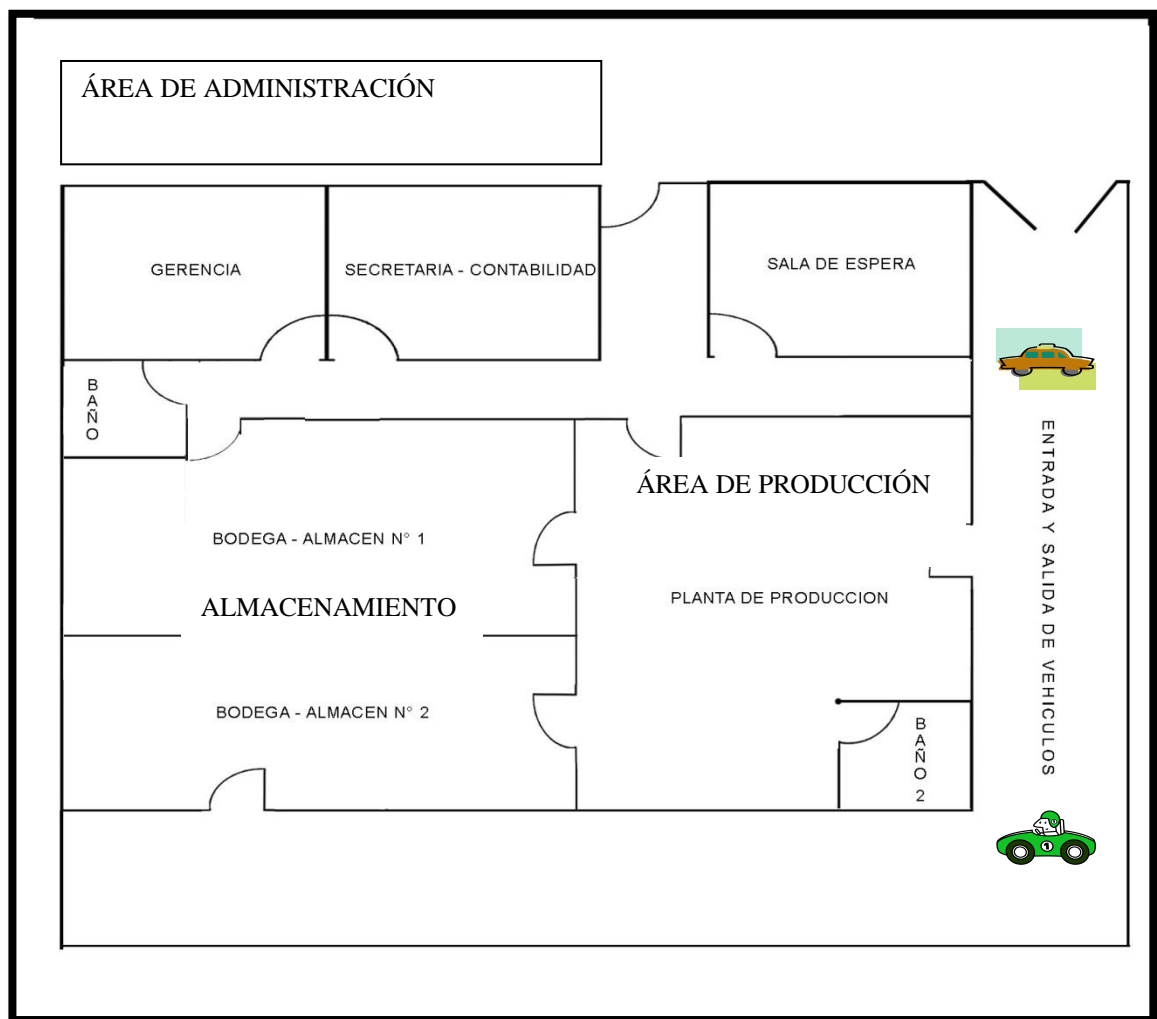 ÁREA DE ADMINISTRACIÓN
GERENCIA
SECRETARIA - CONTABILIDAD
SALA DE ESPERA
BAÑO
ÁREA DE PRODUCCIÓN
BODEGA - ALMACEN N° 1
ALMACENAMIENTO
PLANTA DE PRODUCCION
BODEGA - ALMACEN N° 2
BAÑO 2
ENTRADA Y SALIDA DE VEHICULOS
1